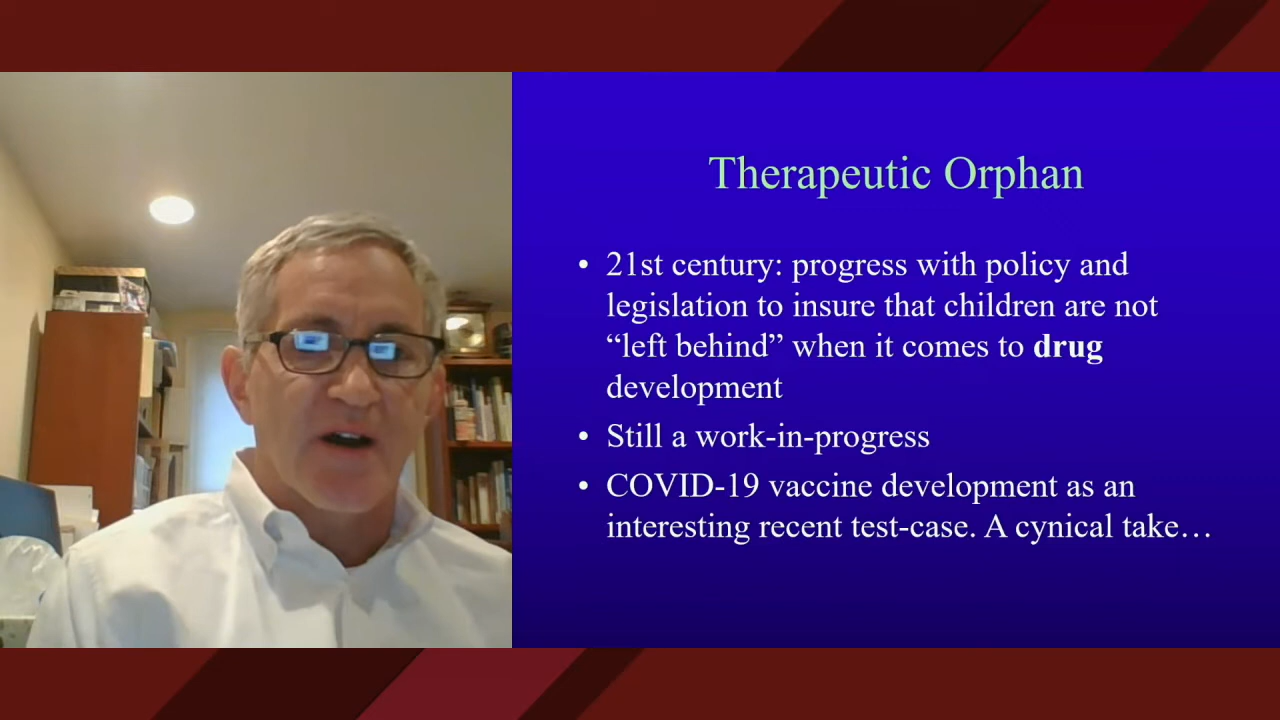 Therapeutic Orphan
• 21st century: progress with policy and
legislation to insure that children are not
“left behind” when it comes to drug
development
• Still a work-in-progress
• COVID-19 vaccine development as an
interesting recent test-case. A cynical take…